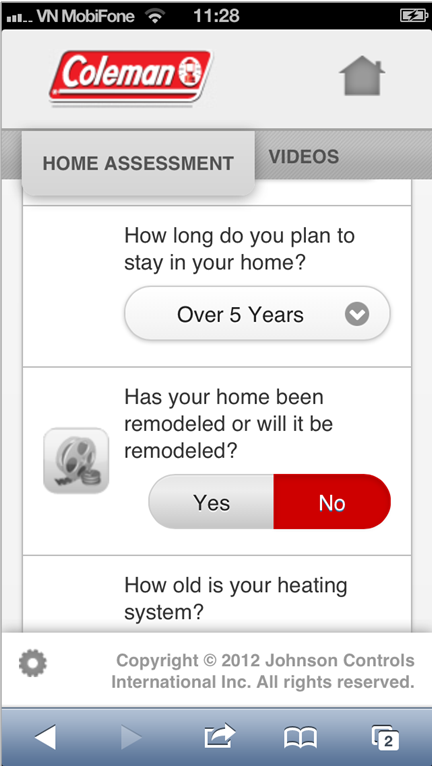 VN MobiFone 11:28
Coleman
HOME ASSESSMENT VIDEOS
How long do you plan to
stay in your home?
Over 5 Years
Has your home been
remodeled or will it be
remodeled?
Yes No
How old is your heating
system?
Copyright © 2012 Johnson Controls
International Inc. All rights reserved.
2